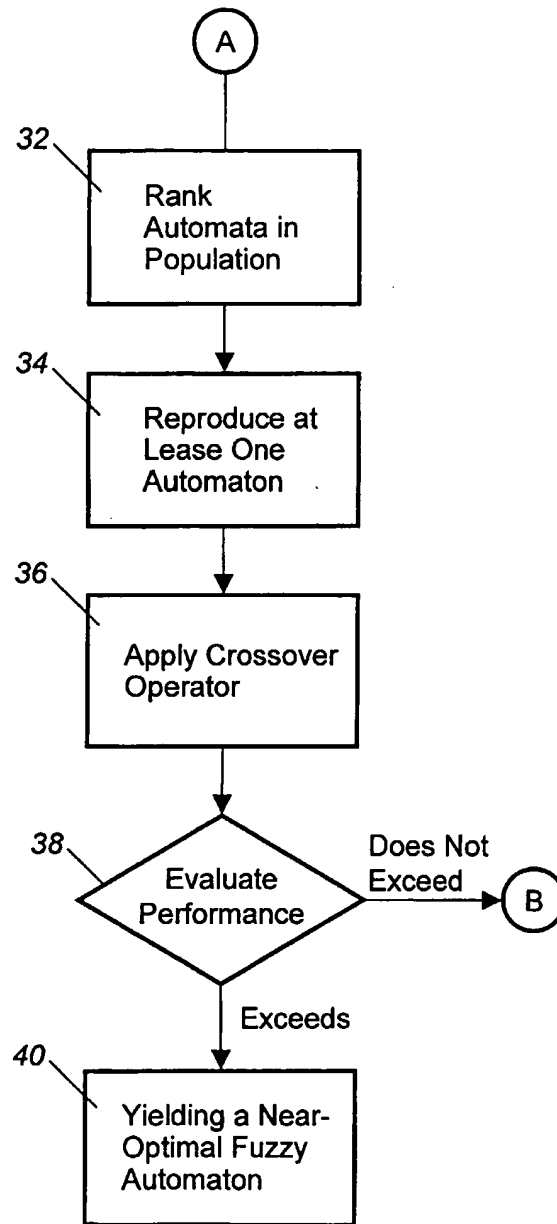 A
32
Rank
Automata in
Population
34
Reproduce at
Lease One
Automaton
36
Apply Crossover
Operator
38
Evaluate
Performance
Does Not
Exceed
B
Exceeds
40
Yielding a Near-
Optimal Fuzzy
Automaton